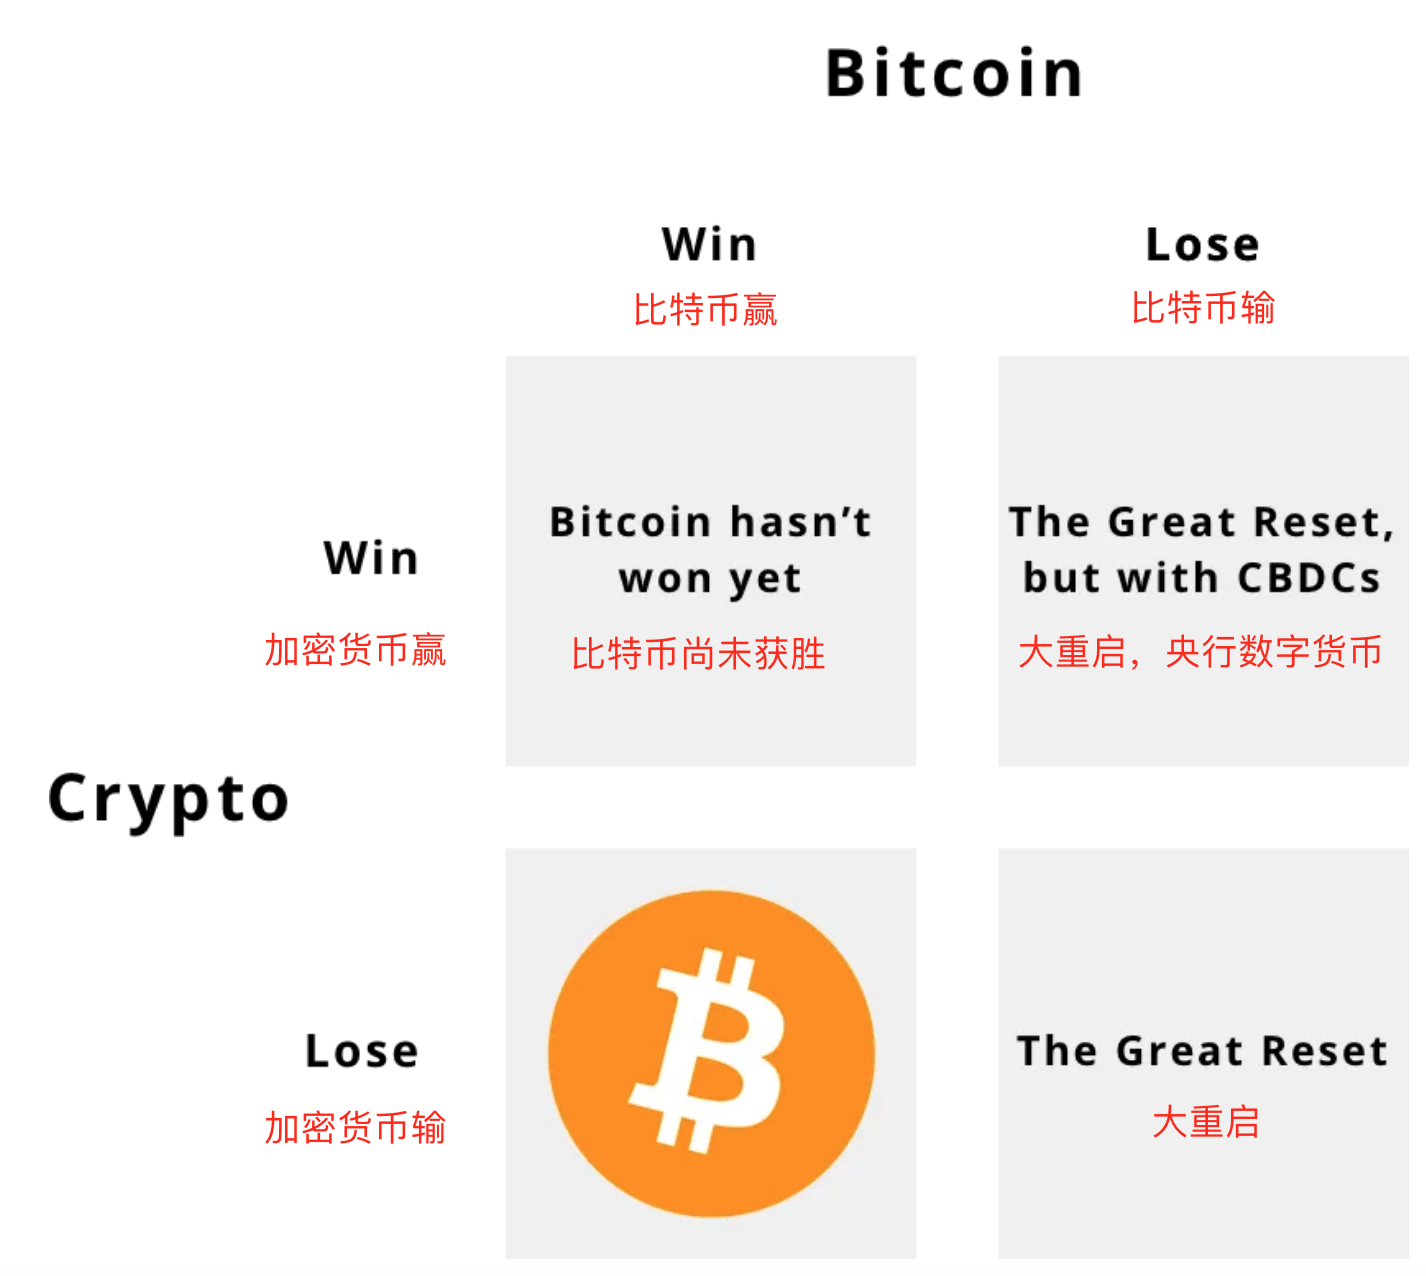 Bitcoin
Win
Lose
比特币赢
比特币输
Bitcoin hasn’t
won yet
比特币尚未获胜
The Great Reset,
but with CBDCs
大重启，央行数字货币
Win
加密货币赢
Crypto
Lose
加密货币输
The Great Reset
大重启